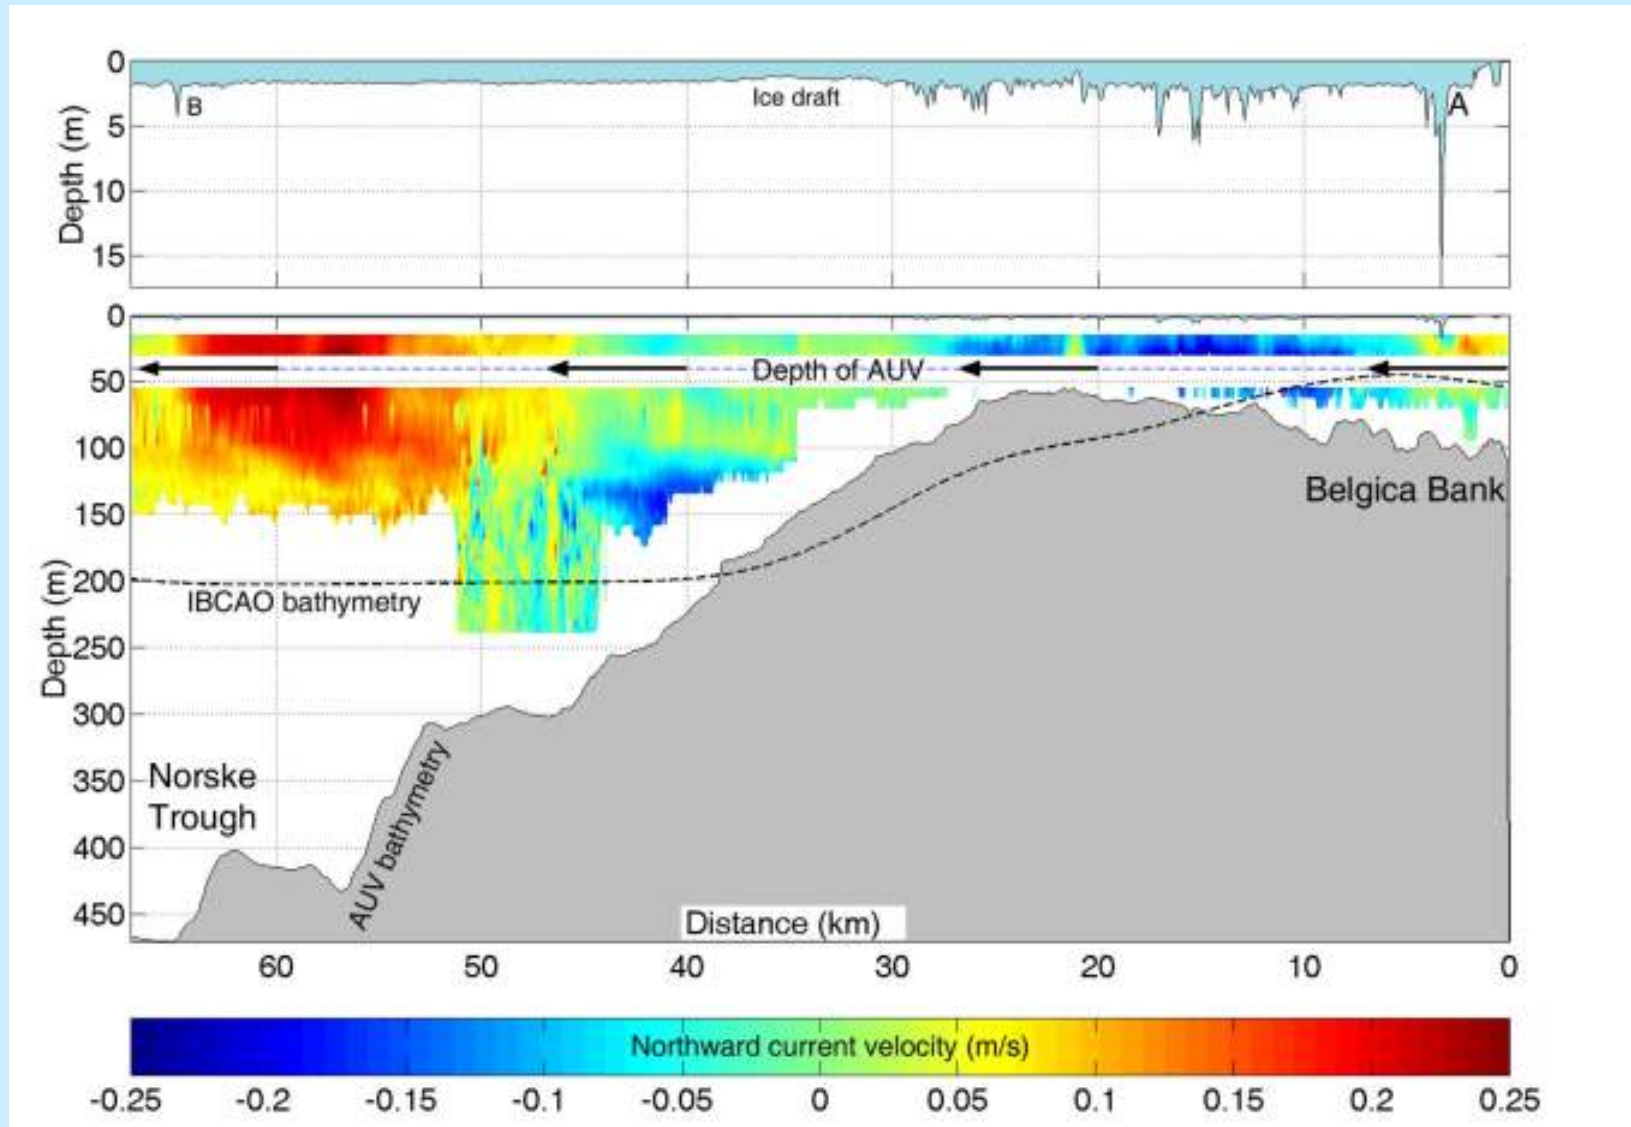 0
5
10
15
Depth (m)
B
Ice draft
A
0
50
100
150
200
250
300
350
400
450
Depth (m)
Depth of AUV
Belgica Bank
IBCAO bathymetry
Norske
Trough
AUV bathymetry
Distance (km)
60 50 40 30 20 10 0
Northward current velocity (m/s)
-0.25 -0.2 -0.15 -0.1 -0.05 0 0.05 0.1 0.15 0.2 0.25